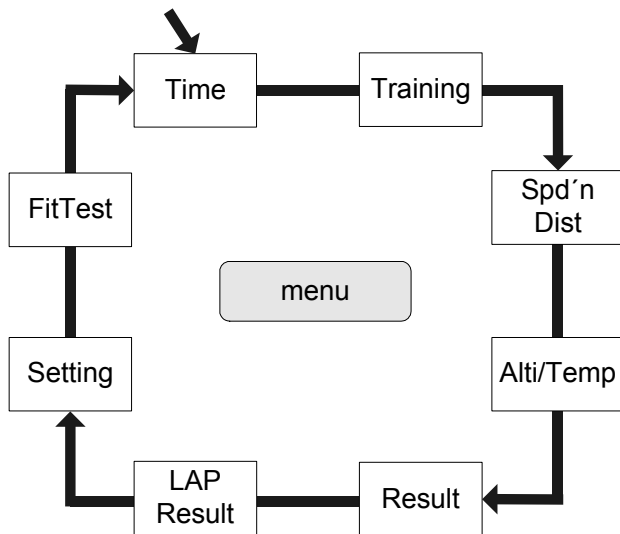 Time
Training
FitTest
Spd´n
Dist
menu
Setting
Alti/Temp
LAP
Result
Result